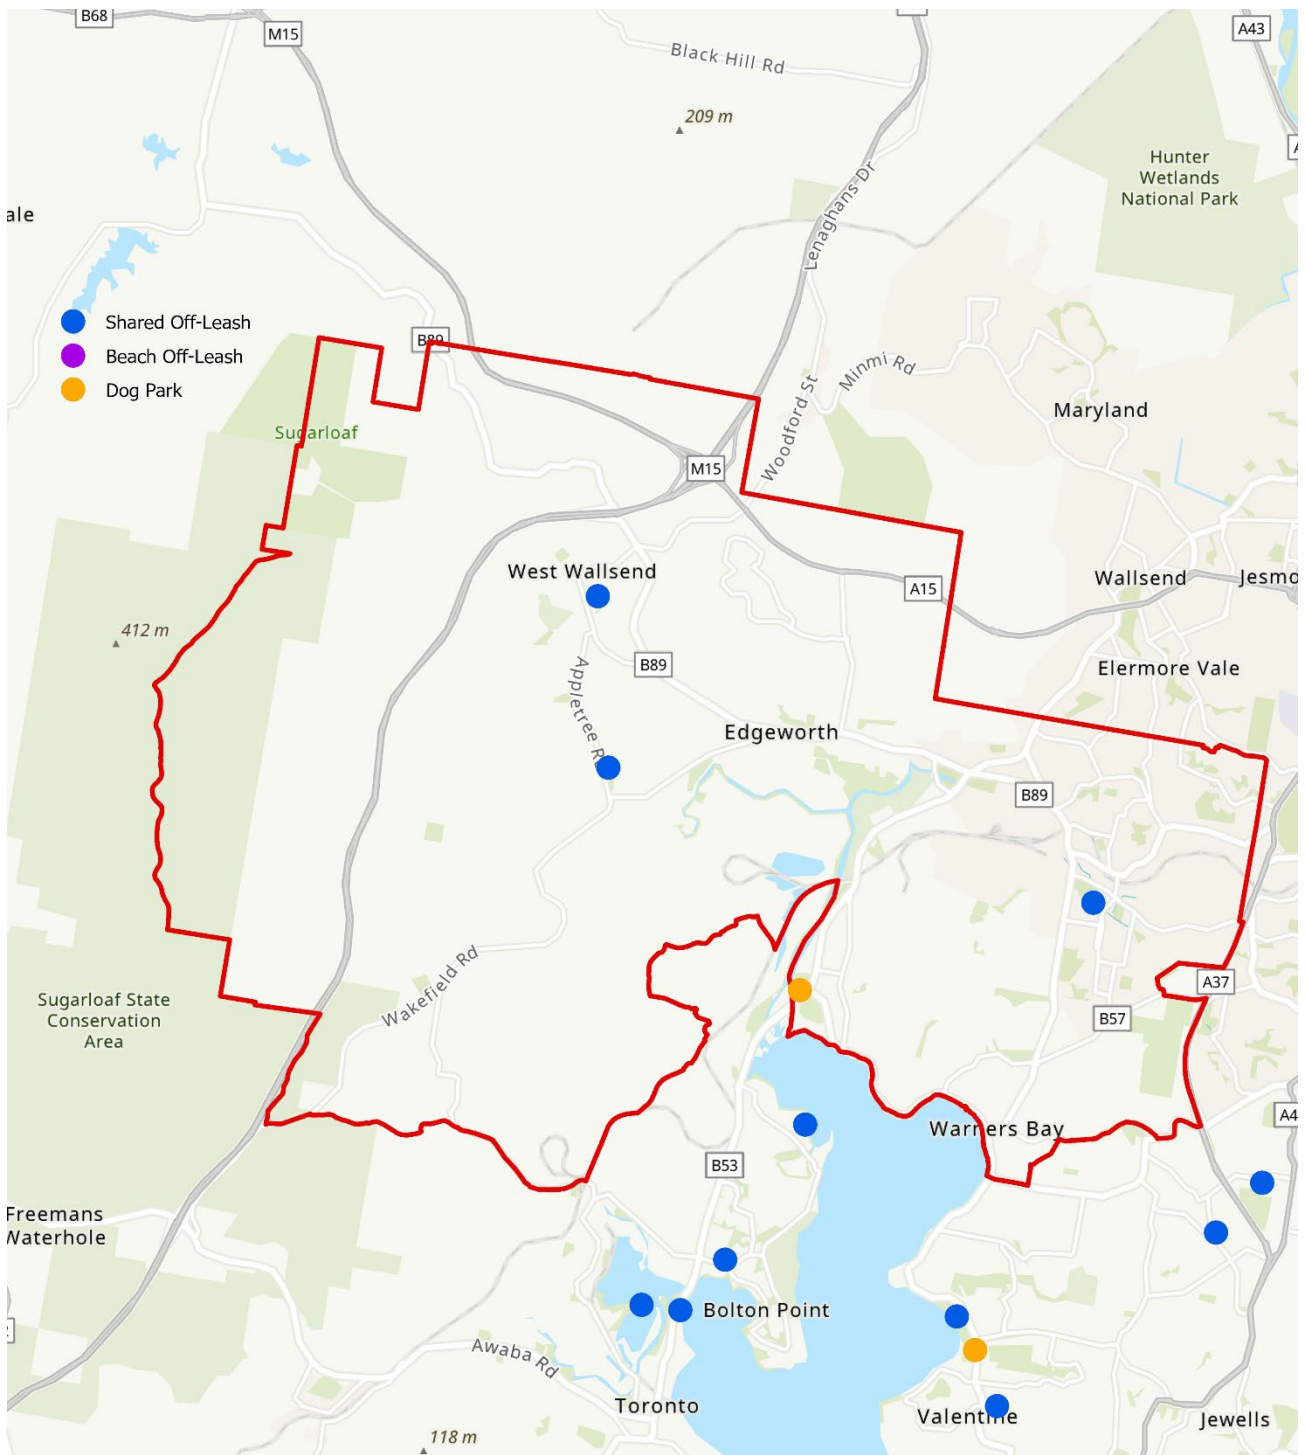 B68
M15
A43
Black Hill Rd
209 m
Hunter
Wetlands
National Park
Lenaghans Dr
ale
Shared Off-Leash
Beach Off-Leash
Dog Park
B89
Minmi Rd
Woodford St
Maryland
Sugarloaf
M15
West Wallsend
A15
Wallsend
Jesmo
412 m
B89
Elermore Vale
Appletree Rd
Edgeworth
B89
Wakefield Rd
Sugarloaf State
Conservation
Area
A37
B57
A4
Warners Bay
B53
Freemans
Waterhole
Bolton Point
Awaba Rd
Toronto
Valentine
Jewells
118 m